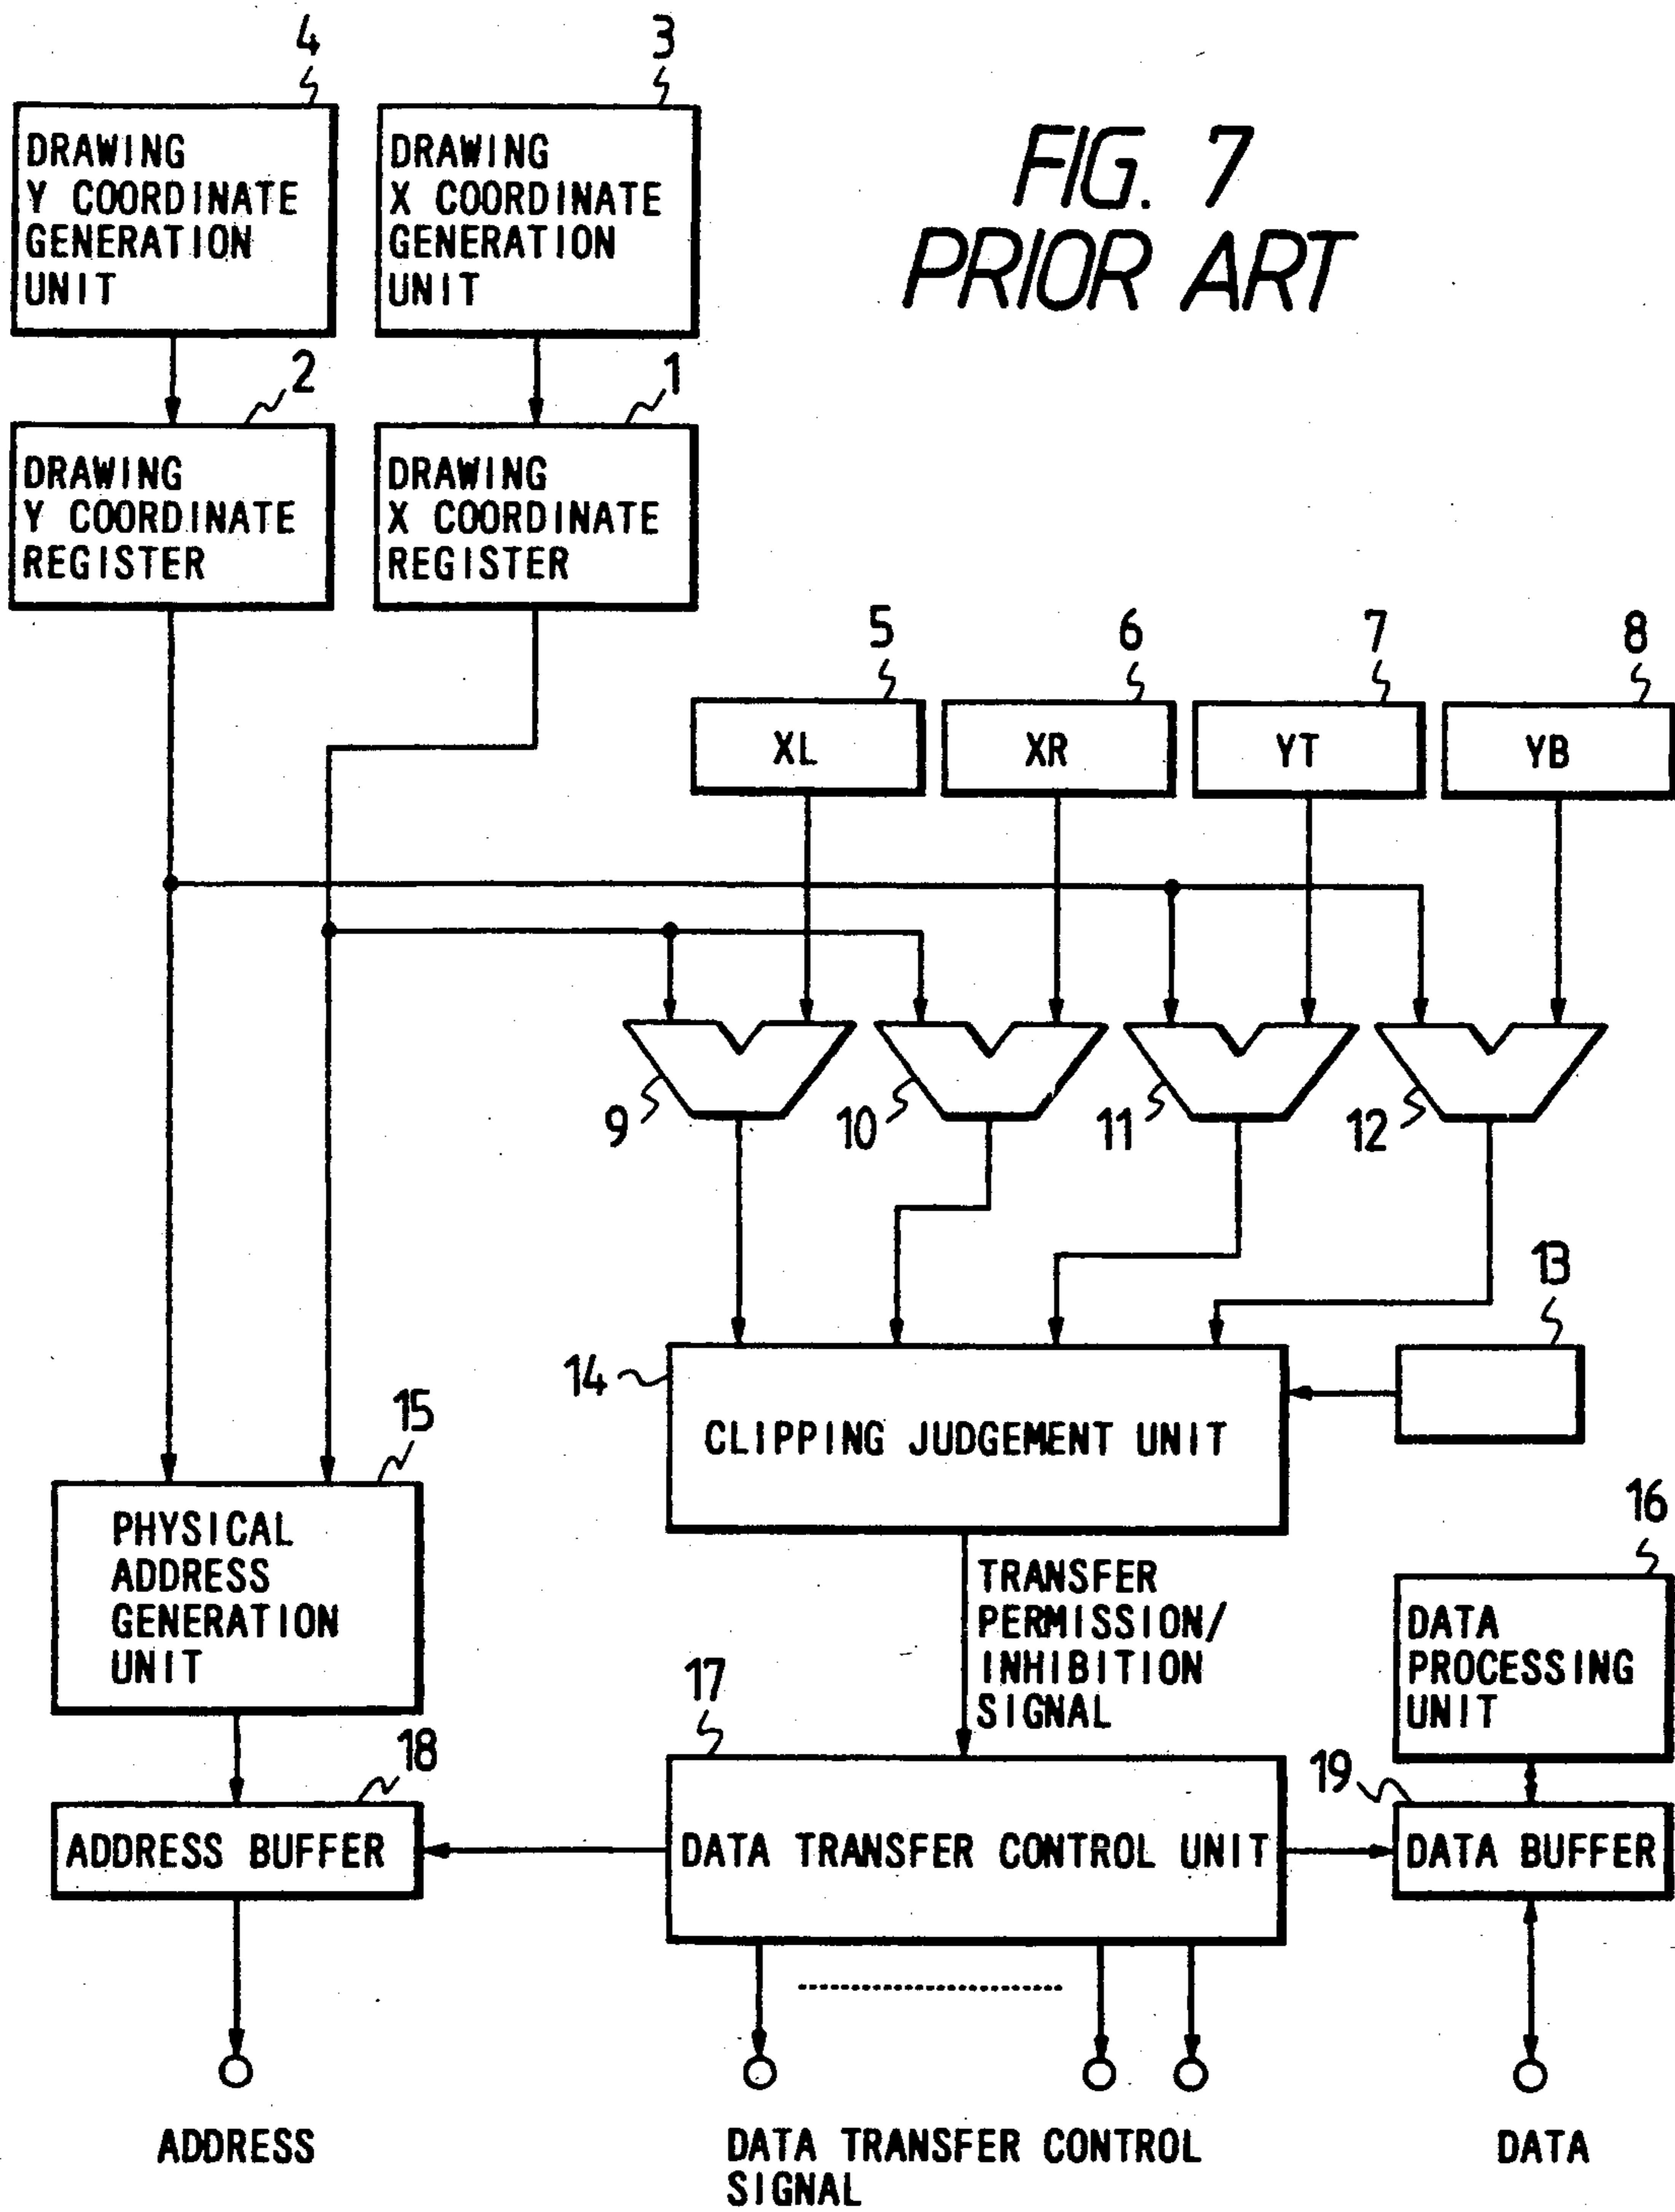 FIG. 7
PRIOR ART
4
3
DRAWING
Y COORDINATE
GENERATION
UNIT
DRAWING
X COORDINATE
GENERATION
UNIT
2
1
DRAWING
Y COORDINATE
REGISTER
DRAWING
X COORDINATE
REGISTER
5
6
7
8
XL
XR
YT
YB
9
10
11
12
13
14
CLIPPING JUDGEMENT UNIT
15
PHYSICAL
ADDRESS
GENERATION
UNIT
TRANSFER
PERMISSION/
INHIBITION
SIGNAL
16
DATA
PROCESSING
UNIT
17
18
19
ADDRESS BUFFER
DATA TRANSFER CONTROL UNIT
DATA BUFFER
ADDRESS
DATA TRANSFER CONTROL
SIGNAL
DATA